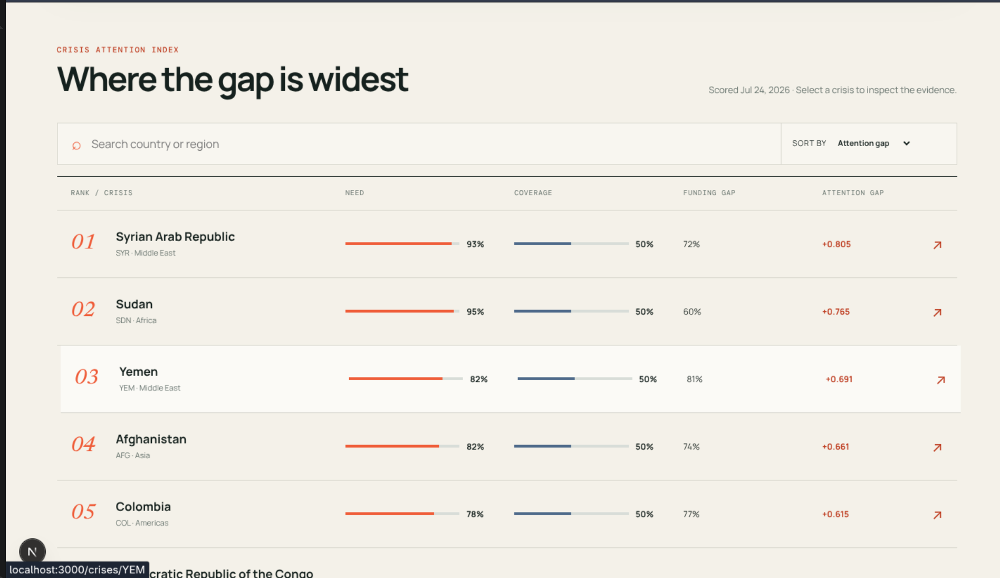 CRISIS ATTENTION INDEX
Where the gap is widest
Scored Jul 24, 2026 · Select a crisis to inspect the evidence.
Search country or region
SORT BY Attention gap
RANK / CRISIS NEED COVERAGE FUNDING GAP ATTENTION GAP
01 Syrian Arab Republic 93% 50% 72% +0.805
SYR · Middle East
02 Sudan 95% 50% 60% +0.765
SDN · Africa
03 Yemen 82% 50% 81% +0.691
YEM · Middle East
04 Afghanistan 82% 50% 74% +0.661
AFG · Asia
05 Colombia 78% 50% 77% +0.615
COL · Americas
N
localhost:3000/crises/YEM
cratic Republic of the Congo